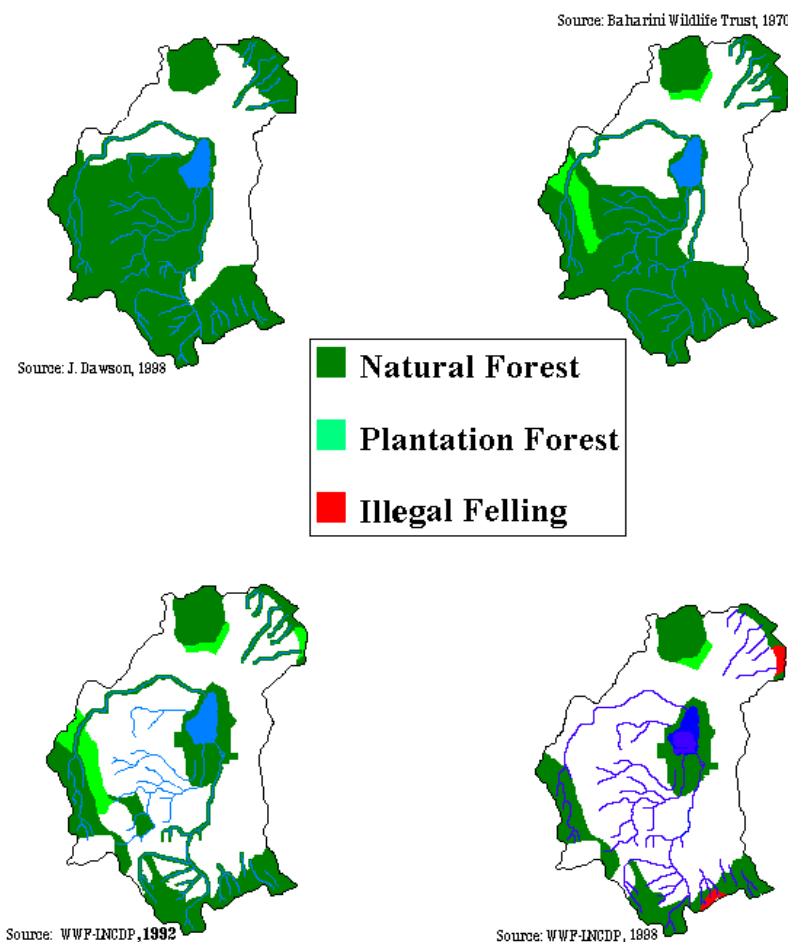 Source: Baharini Wildlife Trust, 1970
Source: J. Dawson, 1998
Natural Forest
Plantation Forest
Illegal Felling
Source: WWF-LNCDP, 1992
Source: WWF-LNCDP, 1998